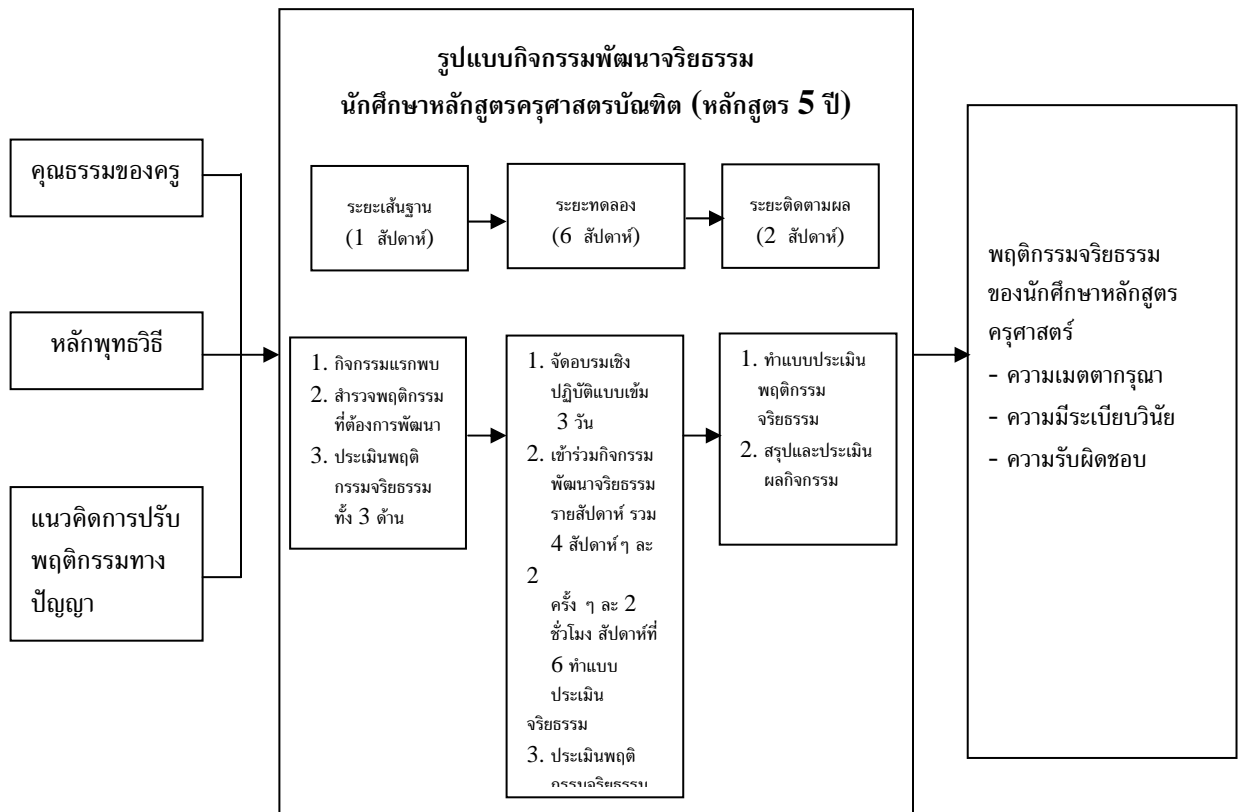 รูปแบบกิจกรรมพัฒนาจริยธรรม
นักศึกษาหลักสูตรครุศาสตรบัณฑิต (หลักสูตร 5 ปี)
คุณธรรมของครู
หลักพุทธวิธี
แนวคิดการปรับ
พฤติกรรมทาง
ปัญญา
ระยะเส้นฐาน
(1 สัปดาห์)
ระยะทดลอง
(6 สัปดาห์)
ระยะติดตามผล
(2 สัปดาห์)
1. กิจกรรมแรกพบ
2. สำรวจพฤติกรรม
ที่ต้องการพัฒนา
3. ประเมินพฤติ
กรรมจริยธรรม
ทั้ง 3 ด้าน
1. จัดอบรมเชิง
ปฏิบัติแบบเข้ม
3 วัน
2. เข้าร่วมกิจกรรม
พัฒนาจริยธรรม
รายสัปดาห์ รวม
4 สัปดาห์ ๆ ละ
2
ครั้ง ๆ ละ 2
ชั่วโมง สัปดาห์ที่
6 ทำแบบ
ประเมิน
จริยธรรม
3. ประเมินพฤติ
กรรมจริยธรรม
1. ทำแบบประเมิน
พฤติกรรม
จริยธรรม
2. สรุปและประเมิน
ผลกิจกรรม
พฤติกรรมจริยธรรม
ของนักศึกษาหลักสูตร
ครุศาสตร์
- ความเมตตากรุณา
- ความมีระเบียบวินัย
- ความรับผิดชอบ